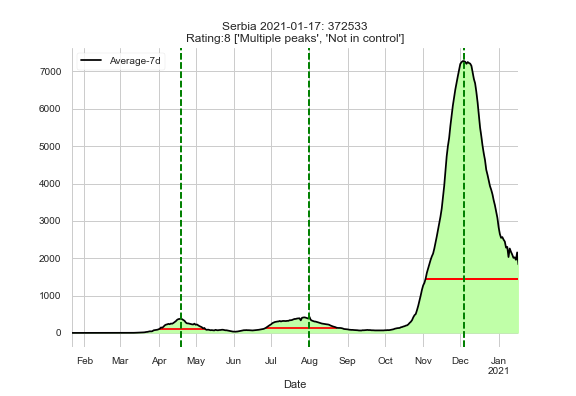 Serbia 2021-01-17: 372533
Rating:8 ['Multiple peaks', 'Not in control']
Average-7d
7000
6000
5000
4000
3000
2000
1000
0
Feb Mar Apr May Jun Jul Aug Sep Oct Nov Dec Jan
2021
Date